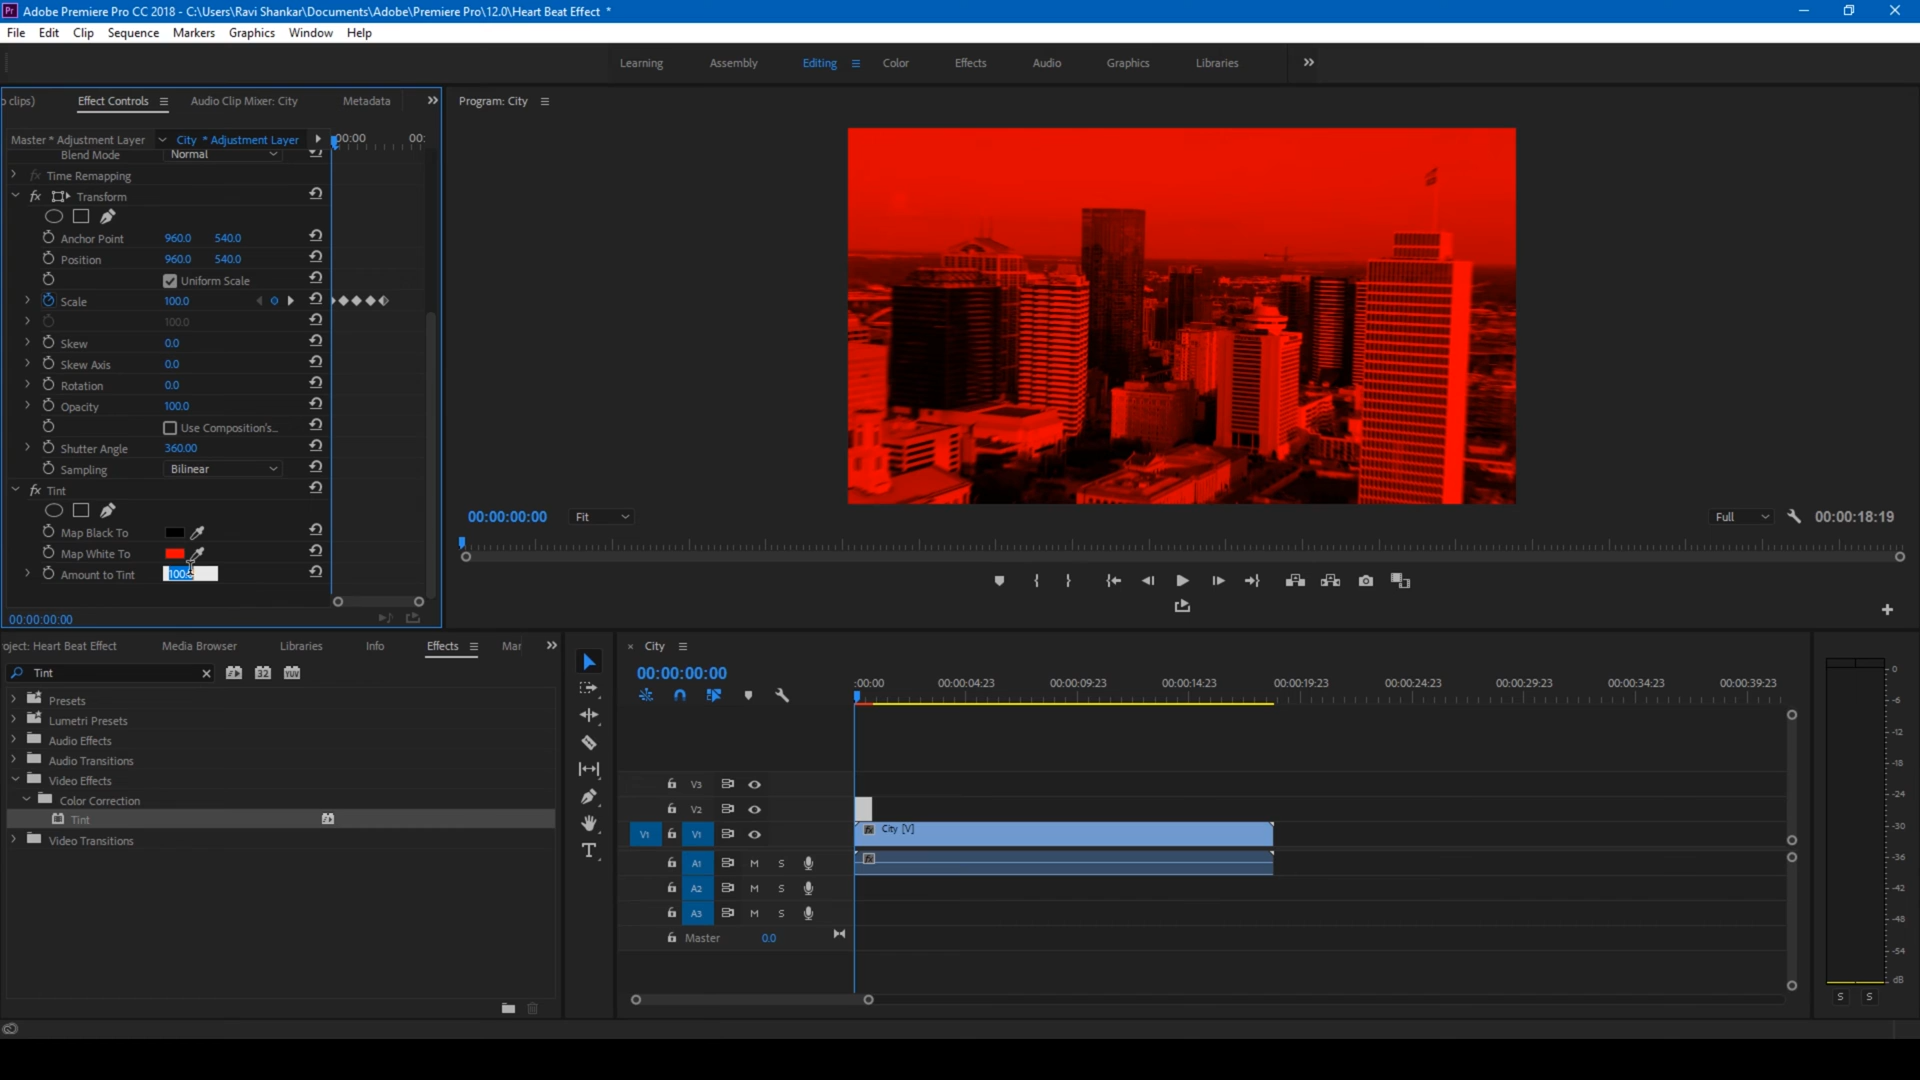 Adobe Premiere Pro CC 2018 - C:\Users\Ravi Shankar\Documents\Adobe\Premiere Pro\12.0\Heart Beat Effect *
File Edit Clip Sequence Markers Graphics Window Help
Learning Assembly Editing Color Effects Audio Graphics Libraries
clips) Effect Controls Audio Clip Mixer: City Metadata
Program: City
Master * Adjustment Layer City * Adjustment Layer :00:00 00:
Blend Mode Normal
fx Time Remapping
fx Transform
Anchor Point 960.0 540.0
Position 960.0 540.0
Uniform Scale
Scale 100.0
100.0
Skew 0.0
Skew Axis 0.0
Rotation 0.0
Opacity 100.0
Use Composition's...
Shutter Angle 360.00
Sampling Bilinear
fx Tint
Map Black To
Map White To
Amount to Tint 100.
00:00:00:00
00:00:00:00 Fit Full 00:00:18:19
oject: Heart Beat Effect Media Browser Libraries Info Effects Mar
Tint 32 YUV
Presets
Lumetri Presets
Audio Effects
Audio Transitions
Video Effects
Color Correction
Tint
Video Transitions
× City
00:00:00:00
:00:00 00:00:04:23 00:00:09:23 00:00:14:23 00:00:19:23 00:00:24:23 00:00:29:23 00:00:34:23 00:00:39:23
V3
V2
V1 V1 fx City [V]
A1 M S fx
A2 M S
A3 M S
Master 0.0
0
-6
-12
-18
-24
-30
-36
-42
-48
-54
dB
S S